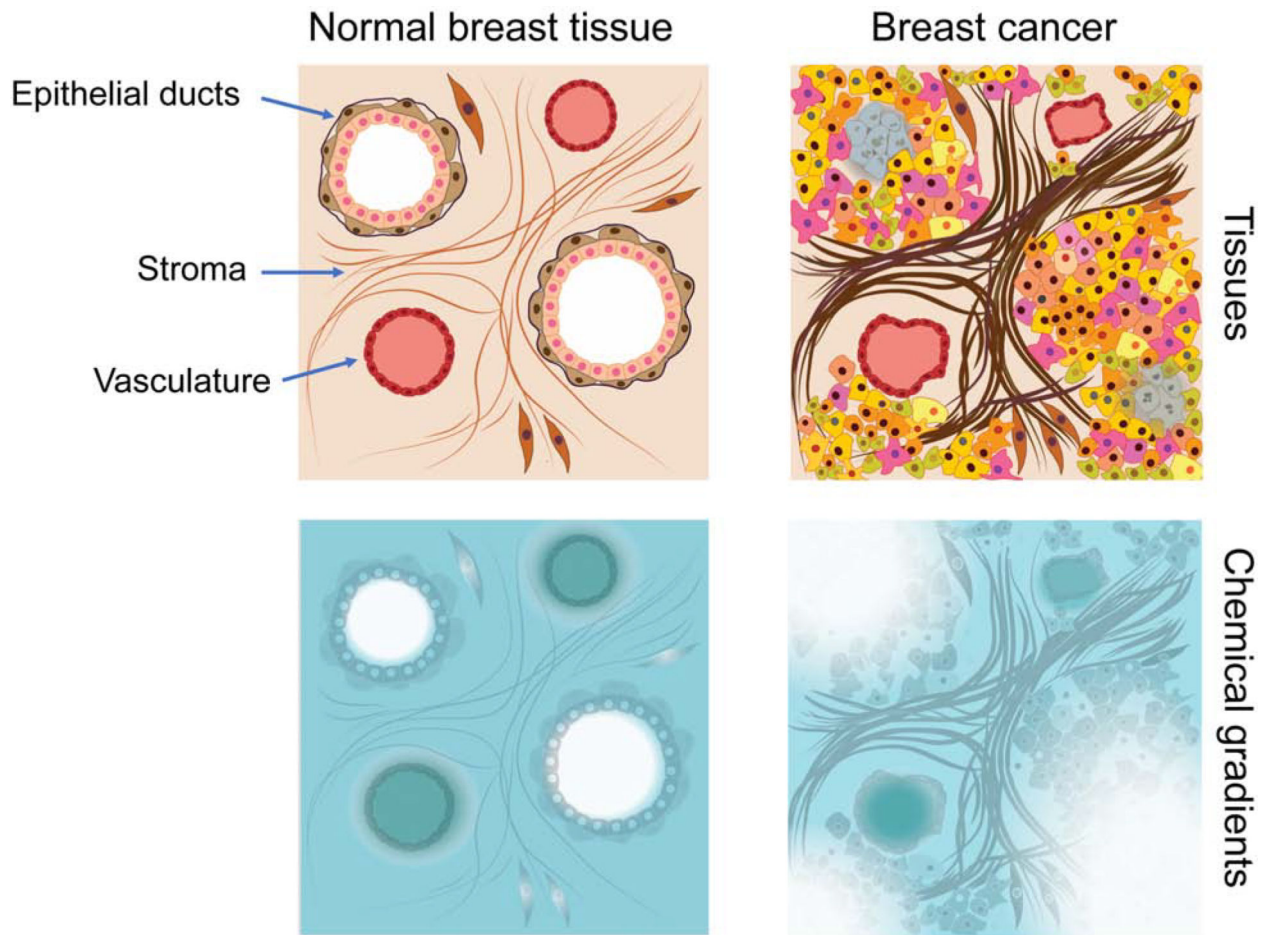 Normal breast tissue
Breast cancer
Epithelial ducts
Stroma
Vasculature
Tissues
Chemical gradients